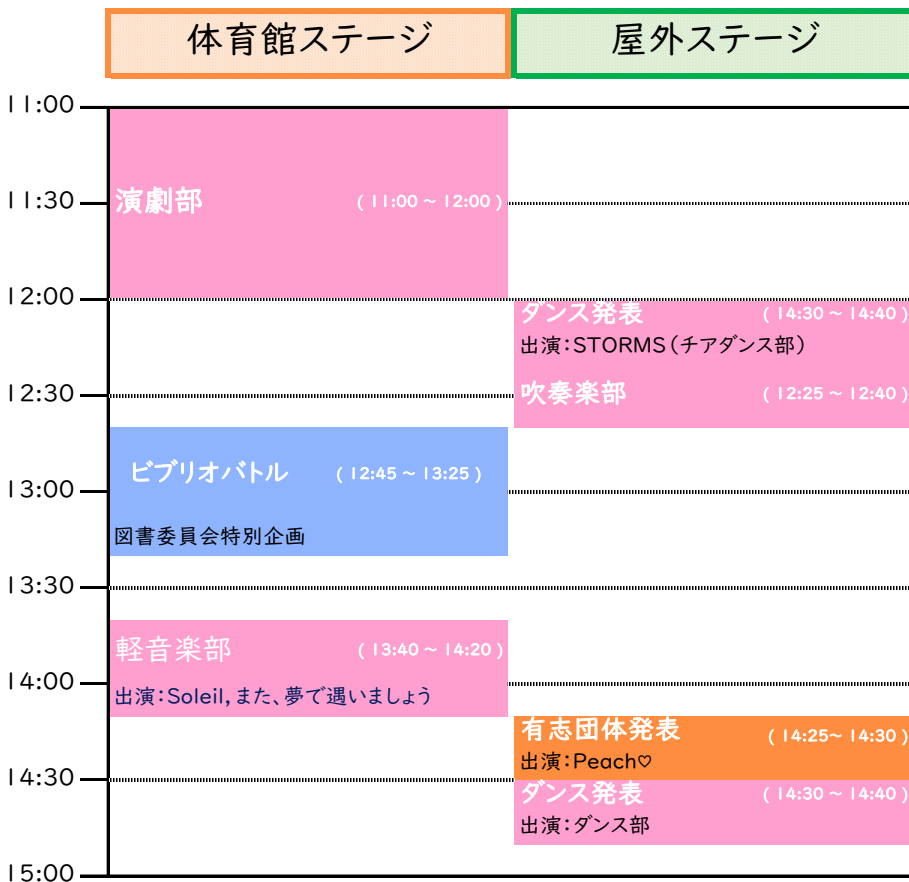 体育館ステージ 屋外ステージ
11:00
11:30 演劇部 (11:00~12:00)
12:00
ダンス発表 (14:30~14:40)
出演:STORMS(チアダンス部)
12:30 吹奏楽部 (12:25~12:40)
ビブリオバトル (12:45~13:25)
13:00
図書委員会特別企画
13:30
軽音楽部 (13:40~14:20)
14:00
出演:Soleil,また、夢で遇いましょう
有志団体発表 (14:25~14:30)
出演:Peach♡
14:30
ダンス発表 (14:30~14:40)
出演:ダンス部
15:00